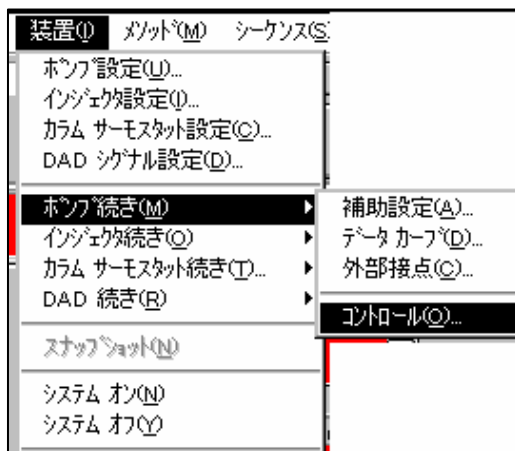 装置(I) ﾒｿｯﾄﾞ(M) シーケンス(S
ﾎﾟﾝﾌﾟ設定(U)...
ｲﾝｼﾞｪｸﾀ設定(I)...
ｶﾗﾑ ｻｰﾓｽﾀｯﾄ設定(C)...
DAD ｼｸﾞﾅﾙ設定(D)...
ﾎﾟﾝﾌﾟ続き(M)
ｲﾝｼﾞｪｸﾀ続き(O)
ｶﾗﾑ ｻｰﾓｽﾀｯﾄ続き(T)...
DAD 続き(R)
ｽﾅｯﾌﾟｼｮｯﾄ(N)
ｼｽﾃﾑ ｵﾝ(N)
ｼｽﾃﾑ ｵﾌ(Y)
補助設定(A)...
ﾃﾞｰﾀ ｶｰﾌﾞ(D)...
外部接点(C)...
ｺﾝﾄﾛｰﾙ(O)...